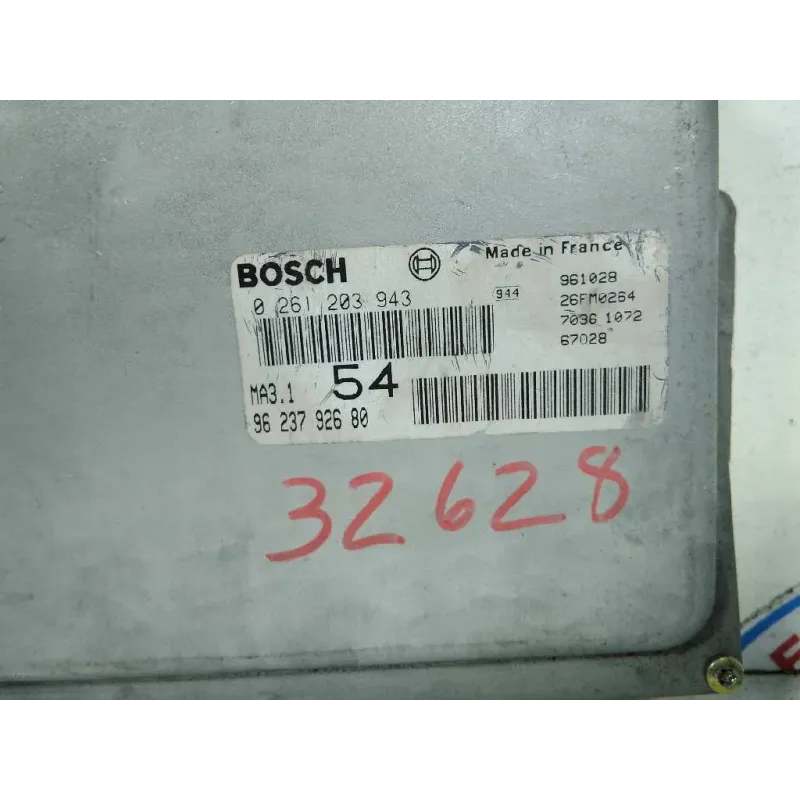 BOSCH
Made in France
0 261 203 943
944
961028
26FM0264
7036 1072
67028
MA3.1
54
96 237 926 80
32628